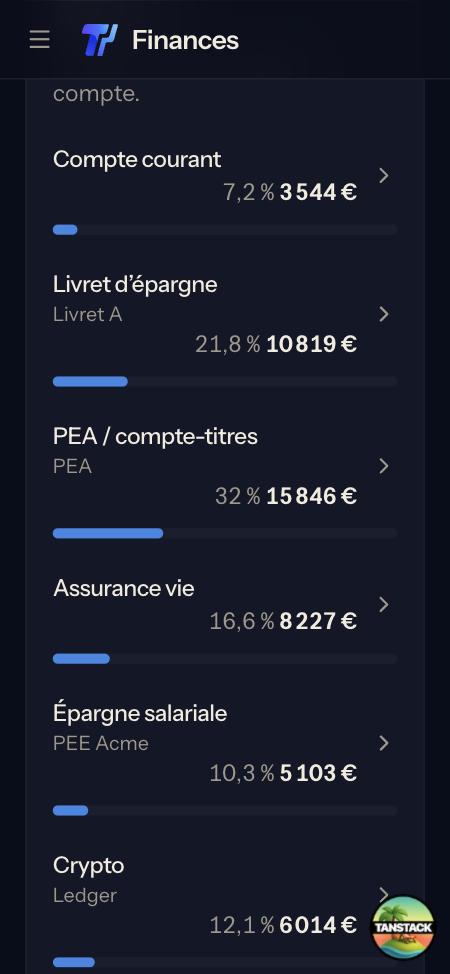 Finances
compte.
Compte courant
7,2 % 3 544 €
Livret d’épargne
Livret A
21,8 % 10 819 €
PEA / compte-titres
PEA
32 % 15 846 €
Assurance vie
16,6 % 8 227 €
Épargne salariale
PEE Acme
10,3 % 5 103 €
Crypto
Ledger
12,1 % 6 014 €
TANSTACK